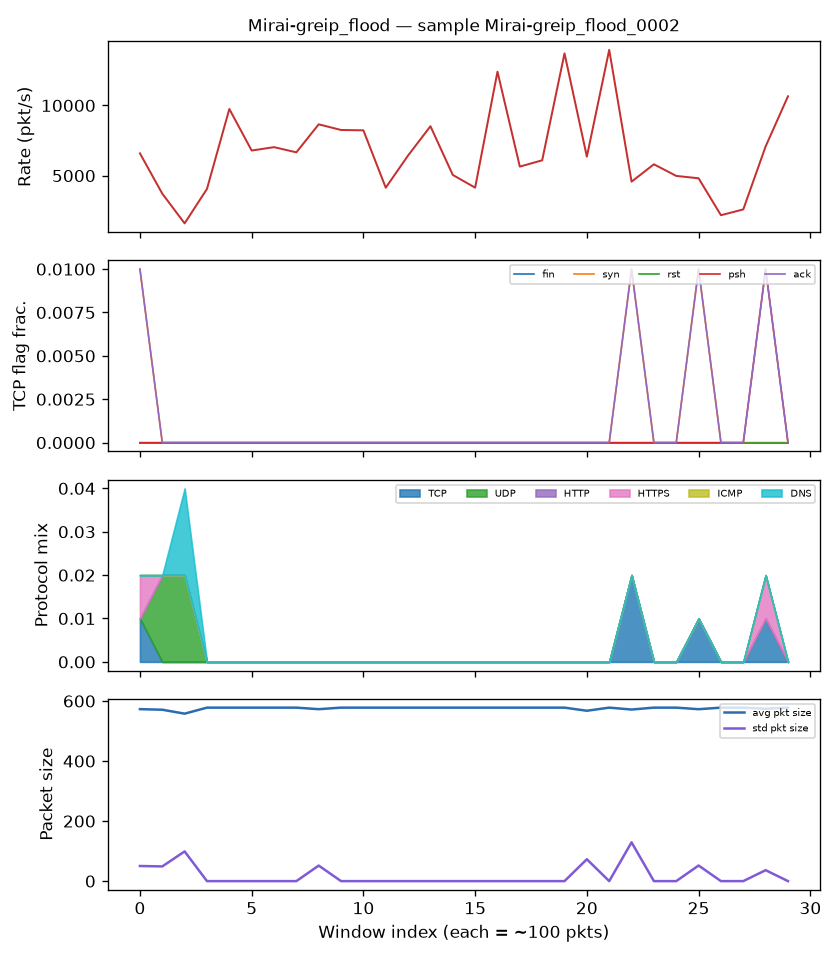 Mirai-greip_flood — sample Mirai-greip_flood_0002
Rate (pkt/s)
10000
5000
TCP flag frac.
0.0100
0.0075
0.0050
0.0025
0.0000
fin syn rst psh ack
Protocol mix
0.04
0.03
0.02
0.01
0.00
TCP UDP HTTP HTTPS ICMP DNS
Packet size
600
400
200
0
avg pkt size
std pkt size
0 5 10 15 20 25 30
Window index (each = ~100 pkts)